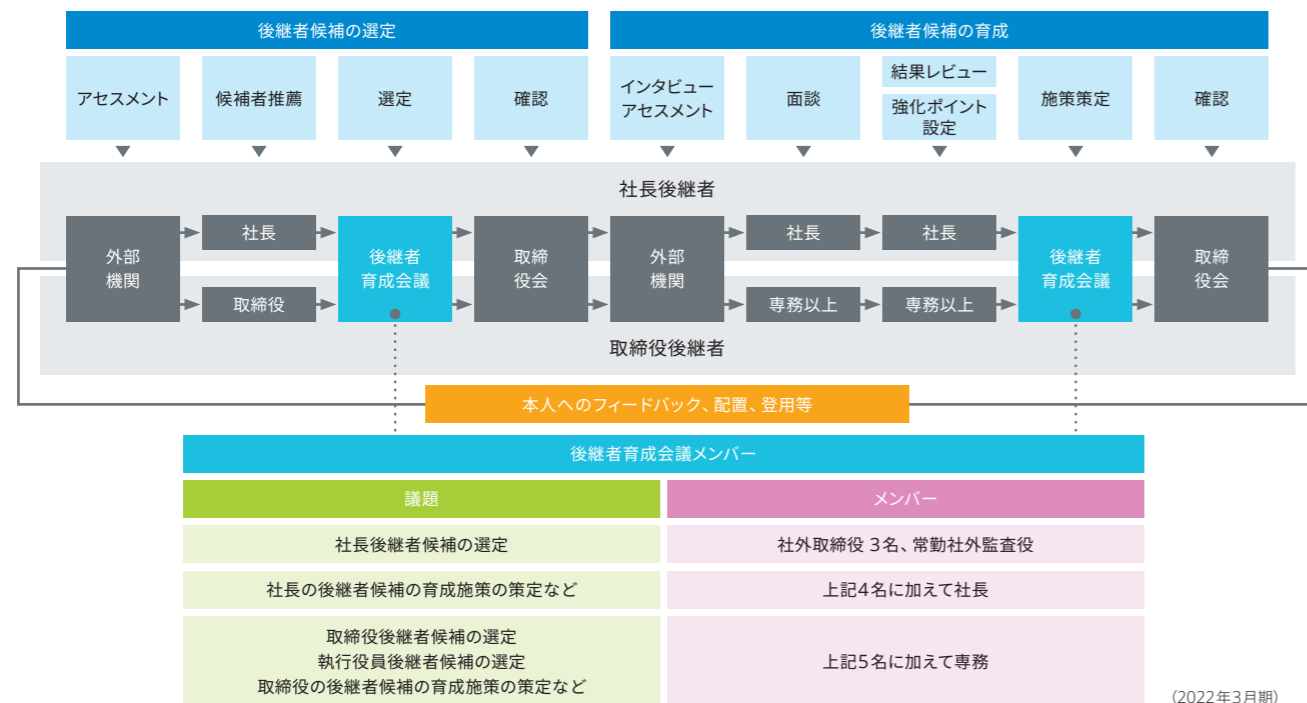 後継者候補の選定
後継者候補の育成
アセスメント
候補者推薦
選定
確認
インタビュー
アセスメント
面談
結果レビュー
強化ポイント
設定
施策策定
確認
社長後継者
外部
機関
社長
取締役
後継者
育成会議
取締
役会
外部
機関
社長
専務以上
社長
専務以上
後継者
育成会議
取締
役会
取締役後継者
本人へのフィードバック、配置、登用等
後継者育成会議メンバー
議題
メンバー
社長後継者候補の選定
社外取締役 3名、常勤社外監査役
社長の後継者候補の育成施策の策定など
上記4名に加えて社長
取締役後継者候補の選定
執行役員後継者候補の選定
取締役の後継者候補の育成施策の策定など
上記5名に加えて専務
(2022年3月期)